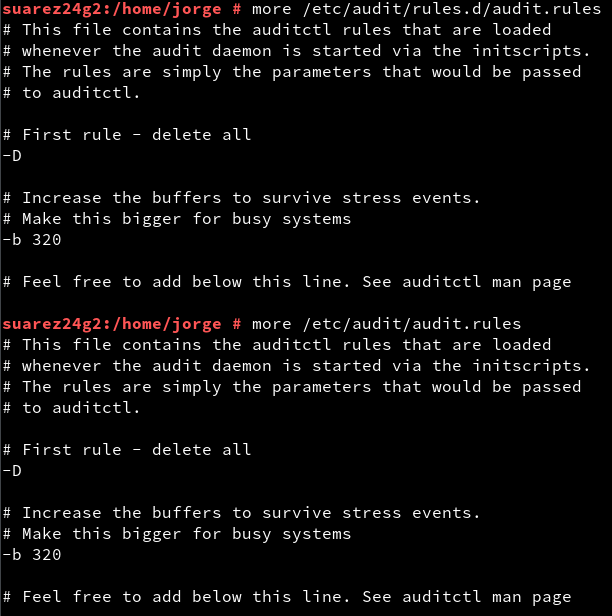 suarez24g2:/home/jorge # more /etc/audit/rules.d/audit.rules
# This file contains the auditctl rules that are loaded
# whenever the audit daemon is started via the initscripts.
# The rules are simply the parameters that would be passed
# to auditctl.

# First rule - delete all
-D

# Increase the buffers to survive stress events.
# Make this bigger for busy systems
-b 320

# Feel free to add below this line. See auditctl man page

suarez24g2:/home/jorge # more /etc/audit/audit.rules
# This file contains the auditctl rules that are loaded
# whenever the audit daemon is started via the initscripts.
# The rules are simply the parameters that would be passed
# to auditctl.

# First rule - delete all
-D

# Increase the buffers to survive stress events.
# Make this bigger for busy systems
-b 320

# Feel free to add below this line. See auditctl man page